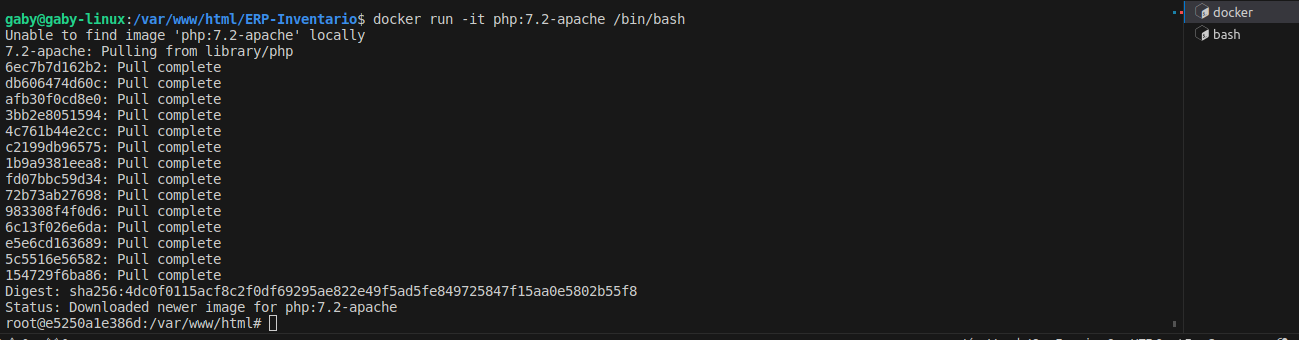 gaby@gaby-linux:/var/www/html/ERP-Inventario$ docker run -it php:7.2-apache /bin/bash
Unable to find image 'php:7.2-apache' locally
7.2-apache: Pulling from library/php
6ec7b7d162b2: Pull complete
db606474d60c: Pull complete
afb30f0cd8e0: Pull complete
3bb2e8051594: Pull complete
4c761b44e2cc: Pull complete
c2199db96575: Pull complete
1b9a9381eea8: Pull complete
fd07bbc59d34: Pull complete
72b73ab27698: Pull complete
983308f4f0d6: Pull complete
6c13f026e6da: Pull complete
e5e6cd163689: Pull complete
5c5516e56582: Pull complete
154729f6ba86: Pull complete
Digest: sha256:4dc0f0115acf8c2f0df69295ae822e49f5ad5fe849725847f15aa0e5802b55f8
Status: Downloaded newer image for php:7.2-apache
root@e5250a1e386d:/var/www/html#
docker
bash